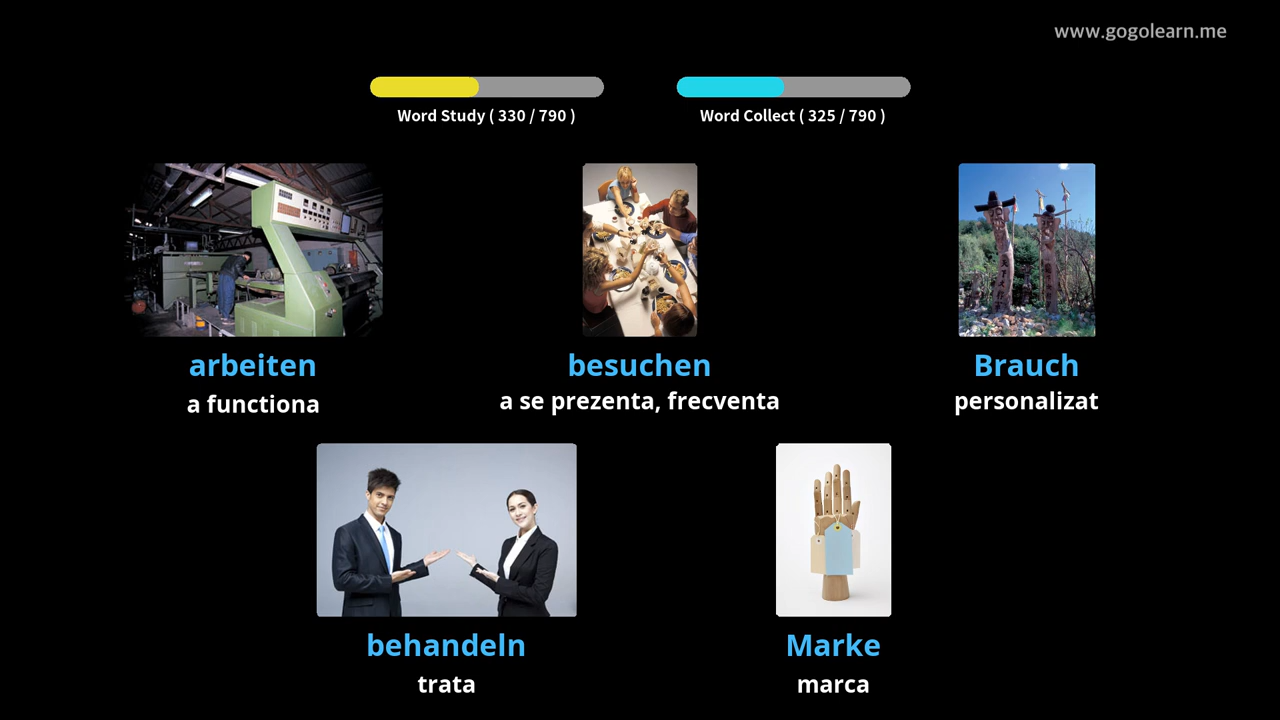 www.gogolearn.me
Word Study ( 330 / 790 )
Word Collect ( 325 / 790 )
arbeiten
a functiona
besuchen
a se prezenta, frecventa
Brauch
personalizat
behandeln
trata
Marke
marca